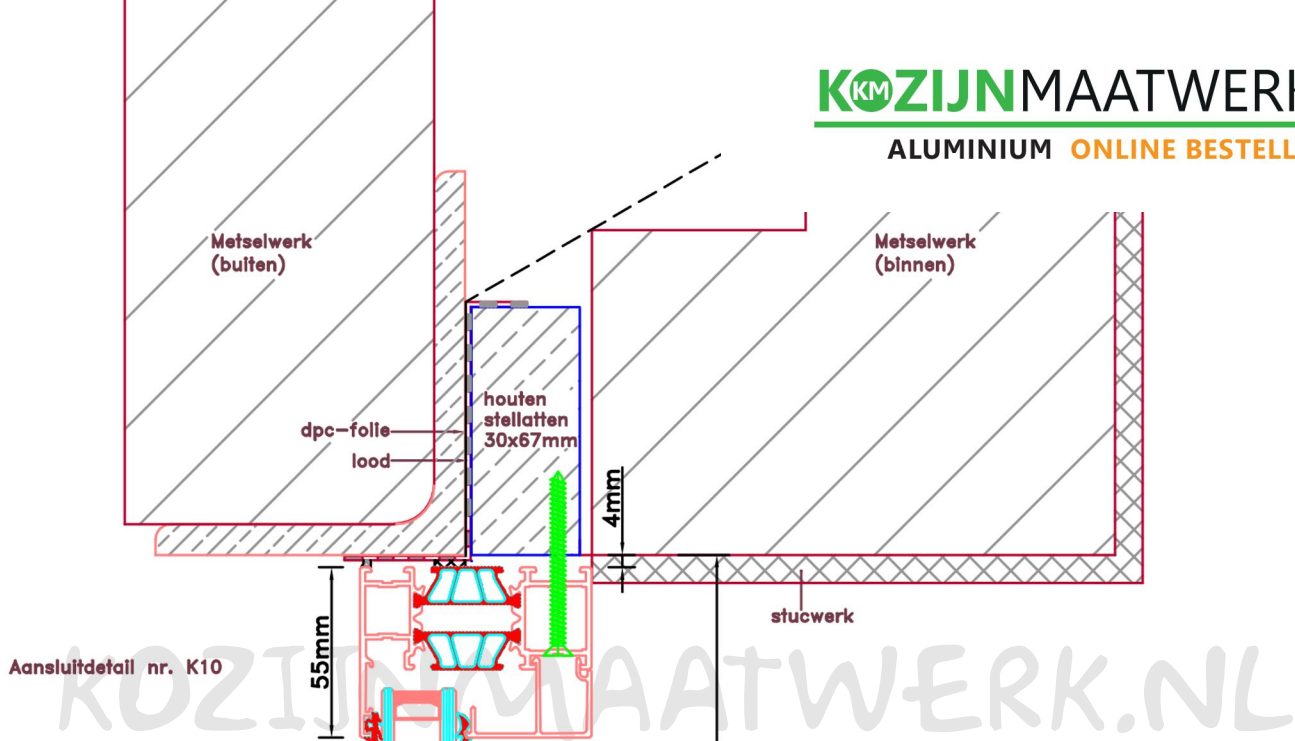 KOZIJNMAATWERK
ALUMINIUM ONLINE BESTELL
Metselwerk
(buiten)
Metselwerk
(binnen)
houten
stellatten
30x67mm
dpc-folie
lood
4mm
stucwerk
55mm
Aansluitdetail nr. K10
KOZIJNMAATWERK.NL